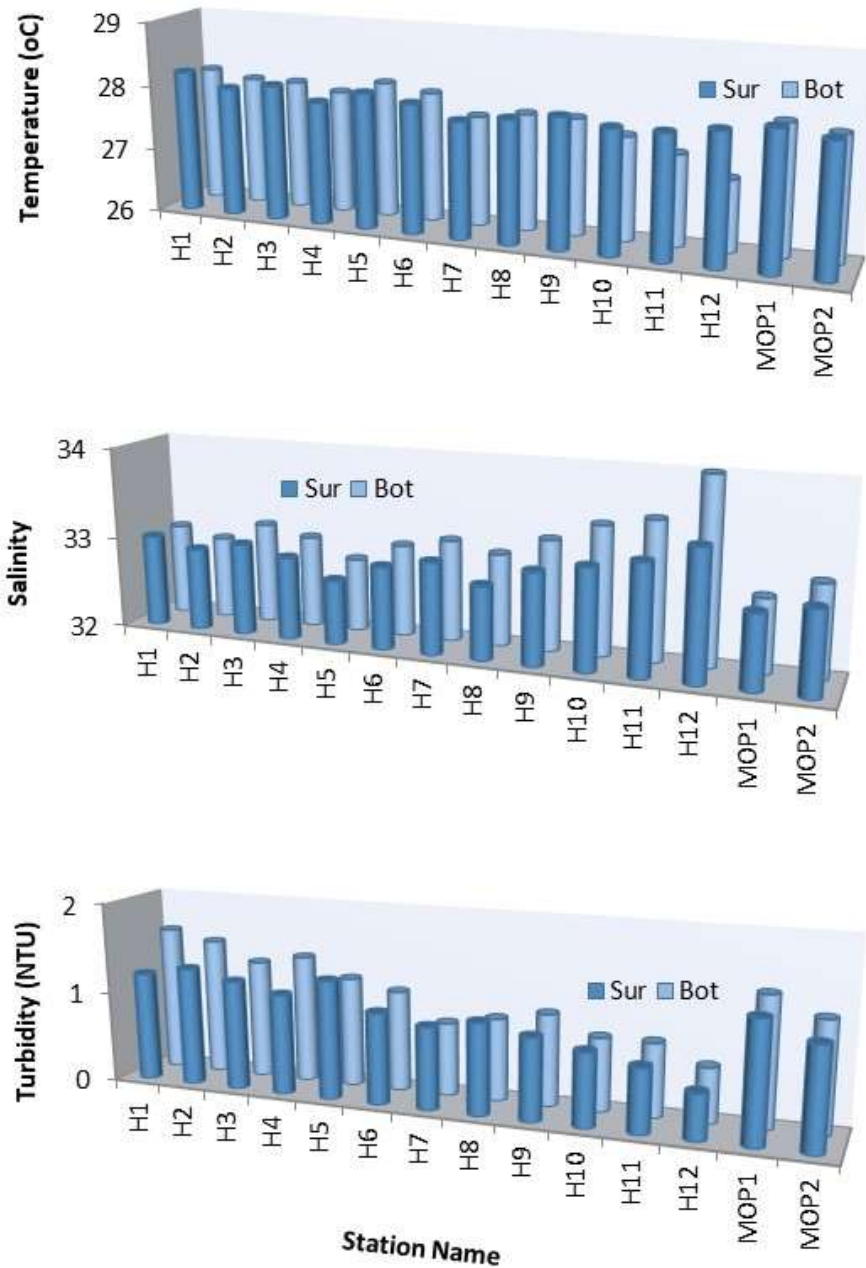 Temperature (oC)
29
28
27
26
Sur Bot
H1 H2 H3 H4 H5 H6 H7 H8 H9 H10 H11 H12 MOP1 MOP2
Salinity
34
33
32
Sur Bot
H1 H2 H3 H4 H5 H6 H7 H8 H9 H10 H11 H12 MOP1 MOP2
Turbidity (NTU)
2
1
0
Sur Bot
H1 H2 H3 H4 H5 H6 H7 H8 H9 H10 H11 H12 MOP1 MOP2
Station Name